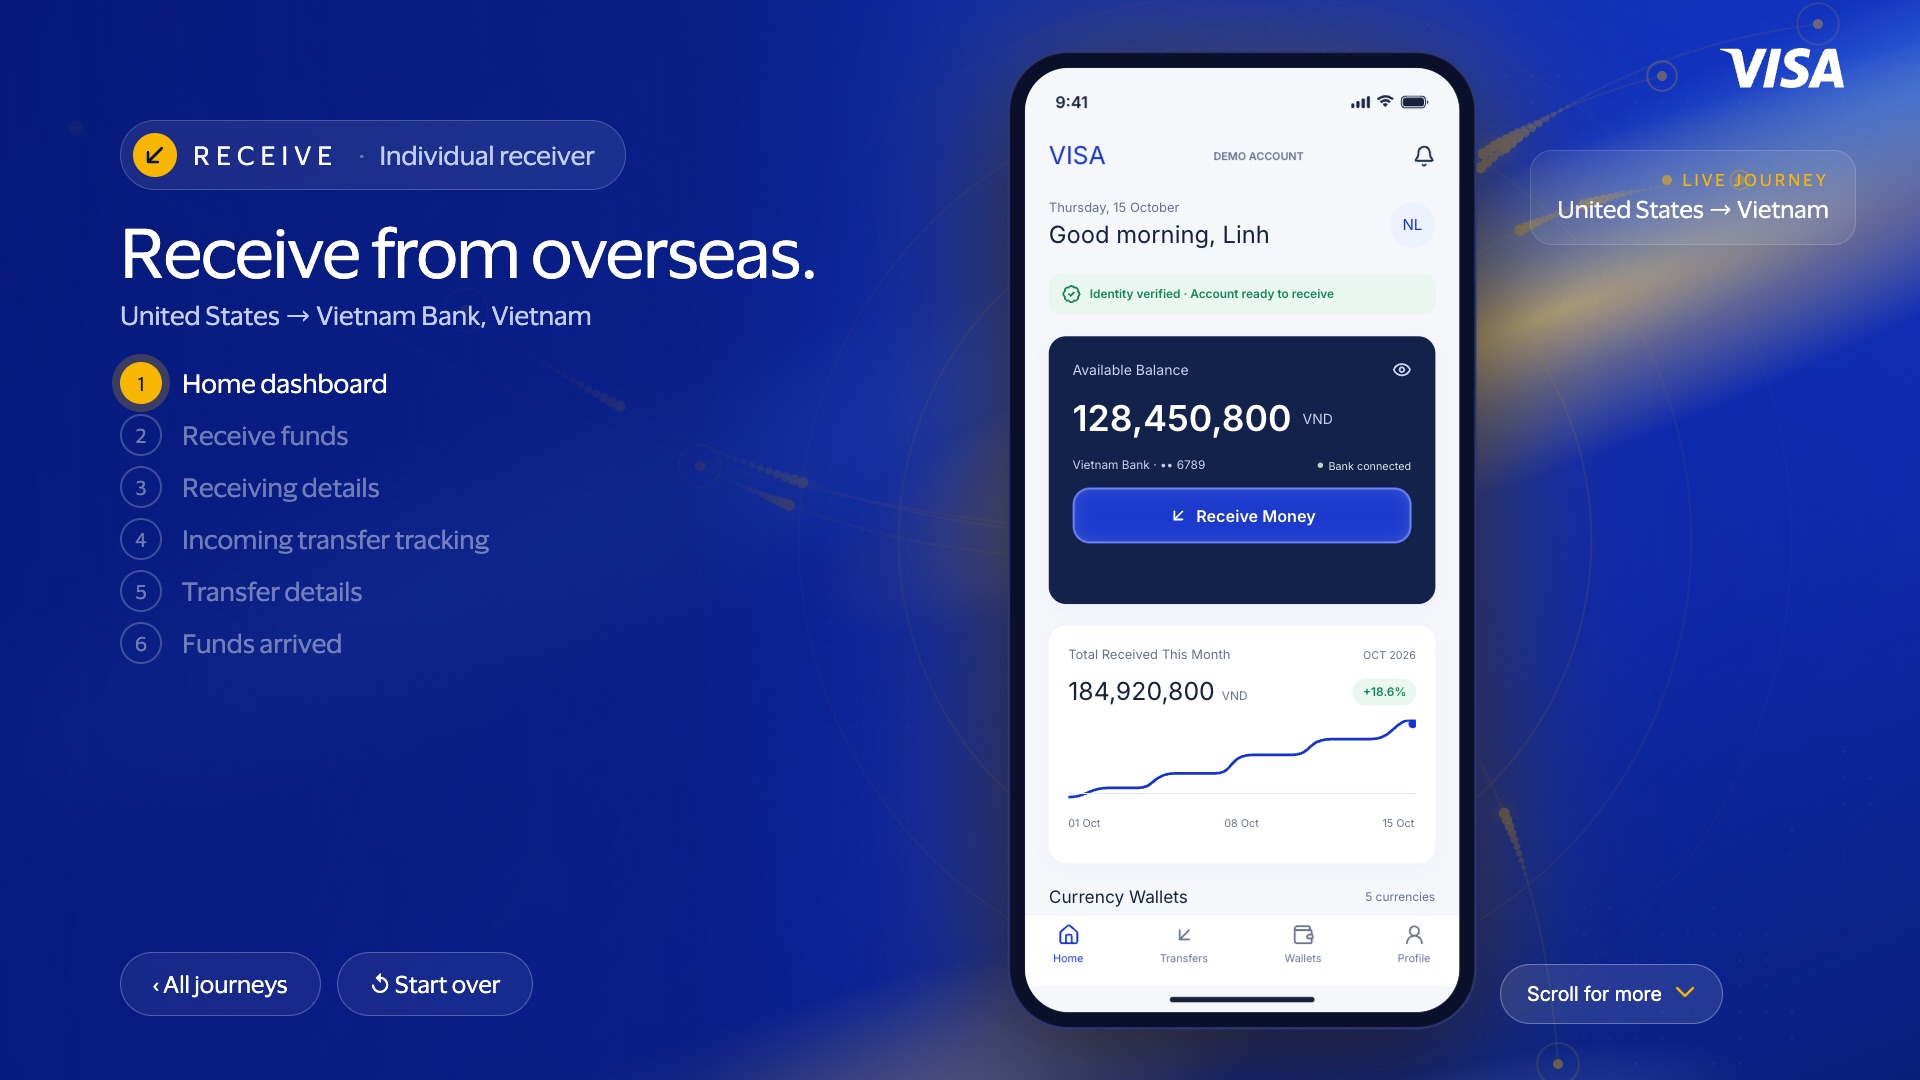 VISA
RECEIVE · Individual receiver
Receive from overseas.
United States → Vietnam Bank, Vietnam
1 Home dashboard
2 Receive funds
3 Receiving details
4 Incoming transfer tracking
5 Transfer details
6 Funds arrived
‹ All journeys
Start over
9:41
VISA
DEMO ACCOUNT
Thursday, 15 October
Good morning, Linh
NL
Identity verified · Account ready to receive
Available Balance
128,450,800 VND
Vietnam Bank · •• 6789
• Bank connected
Receive Money
Total Received This Month
OCT 2026
184,920,800 VND
+18.6%
01 Oct
08 Oct
15 Oct
Currency Wallets
5 currencies
Home
Transfers
Wallets
Profile
LIVE JOURNEY
United States → Vietnam
Scroll for more